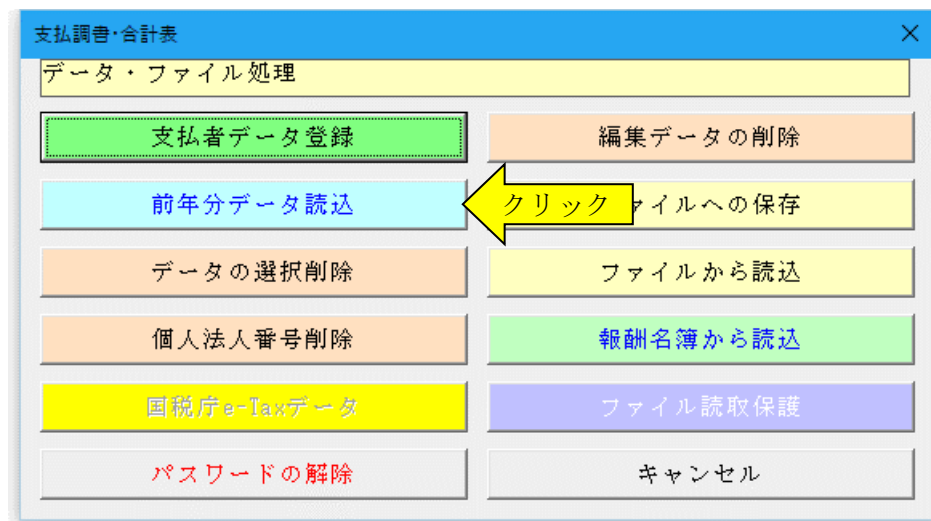 支払調書・合計表
データ・ファイル処理
支払者データ登録
編集データの削除
前年分データ読込
クリック
ァイルへの保存
データの選択削除
ファイルから読込
個人法人番号削除
報酬名簿から読込
国税庁e-Taxデータ
ファイル読取保護
パスワードの解除
キャンセル